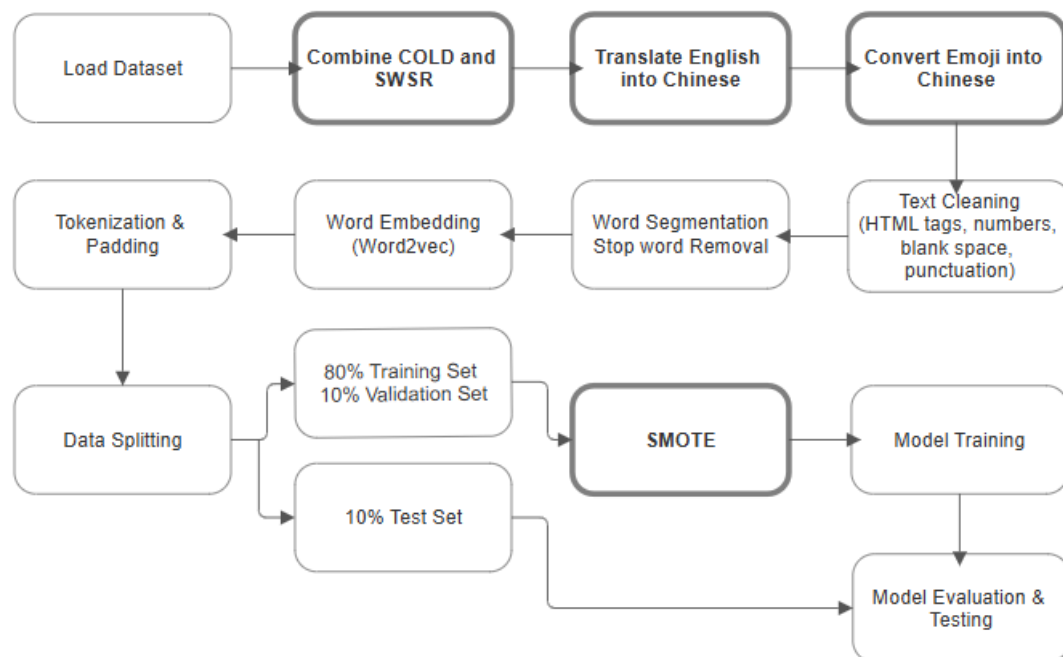 Load Dataset
Combine COLD and
SWSR
Translate English
into Chinese
Convert Emoji into
Chinese
Text Cleaning
(HTML tags, numbers,
blank space,
punctuation)
Word Segmentation
Stop word Removal
Word Embedding
(Word2vec)
Tokenization &
Padding
Data Splitting
80% Training Set
10% Validation Set
10% Test Set
SMOTE
Model Training
Model Evaluation &
Testing